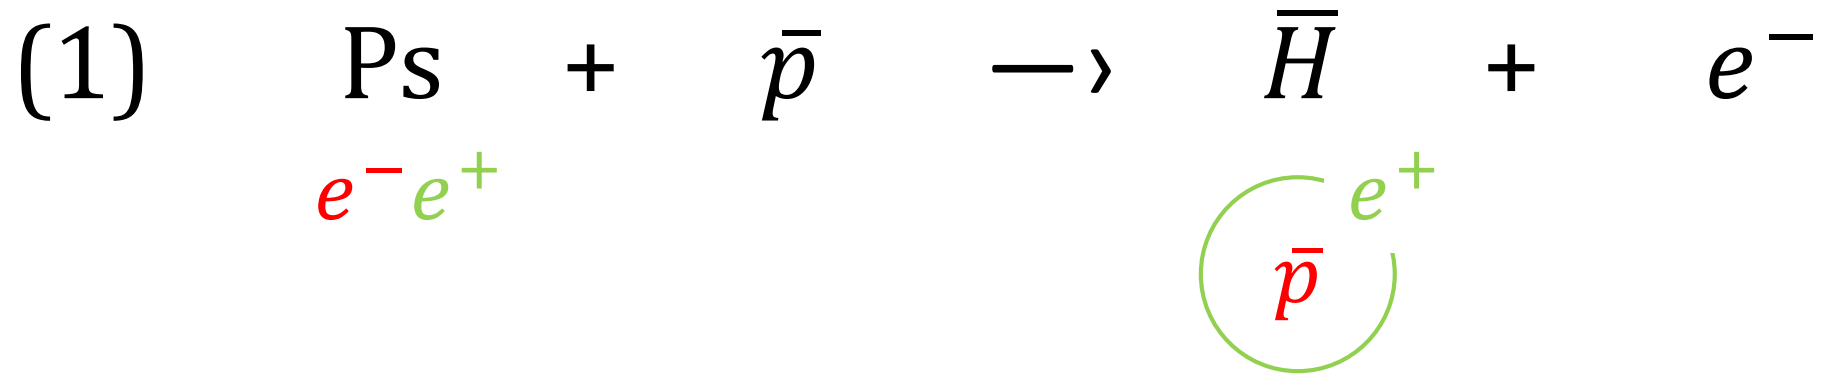 (1) Ps + p̅ —› H̅ + e⁻
e⁻e⁺ e⁺
p̅